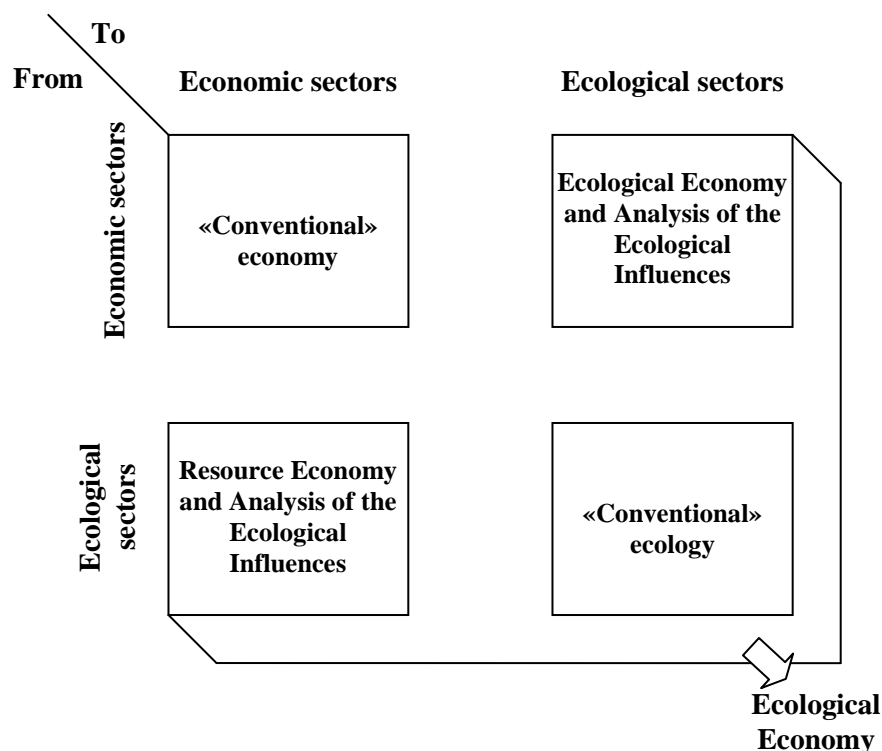 To
From
Economic sectors
Ecological sectors
Economic sectors
«Conventional»
economy
Ecological Economy
and Analysis of the
Ecological
Influences
Ecological
sectors
Resource Economy
and Analysis of the
Ecological
Influences
«Conventional»
ecology
Ecological
Economy